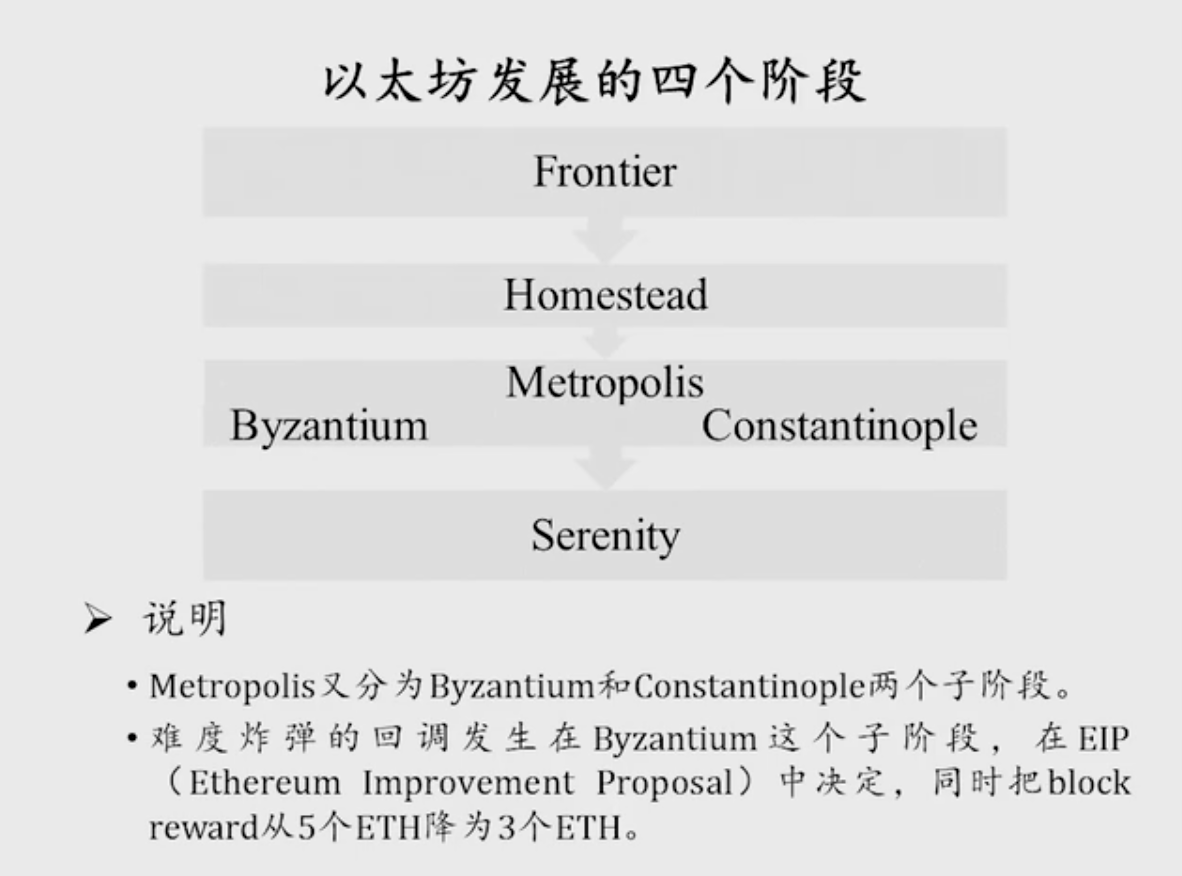 以太坊发展的四个阶段
Frontier
Homestead
Metropolis
Byzantium Constantinople
Serenity
➢ 说明
• Metropolis又分为Byzantium和Constantinople两个子阶段。
• 难度炸弹的回调发生在Byzantium这个子阶段，在EIP
（Ethereum Improvement Proposal）中决定，同时把block
reward从5个ETH降为3个ETH。